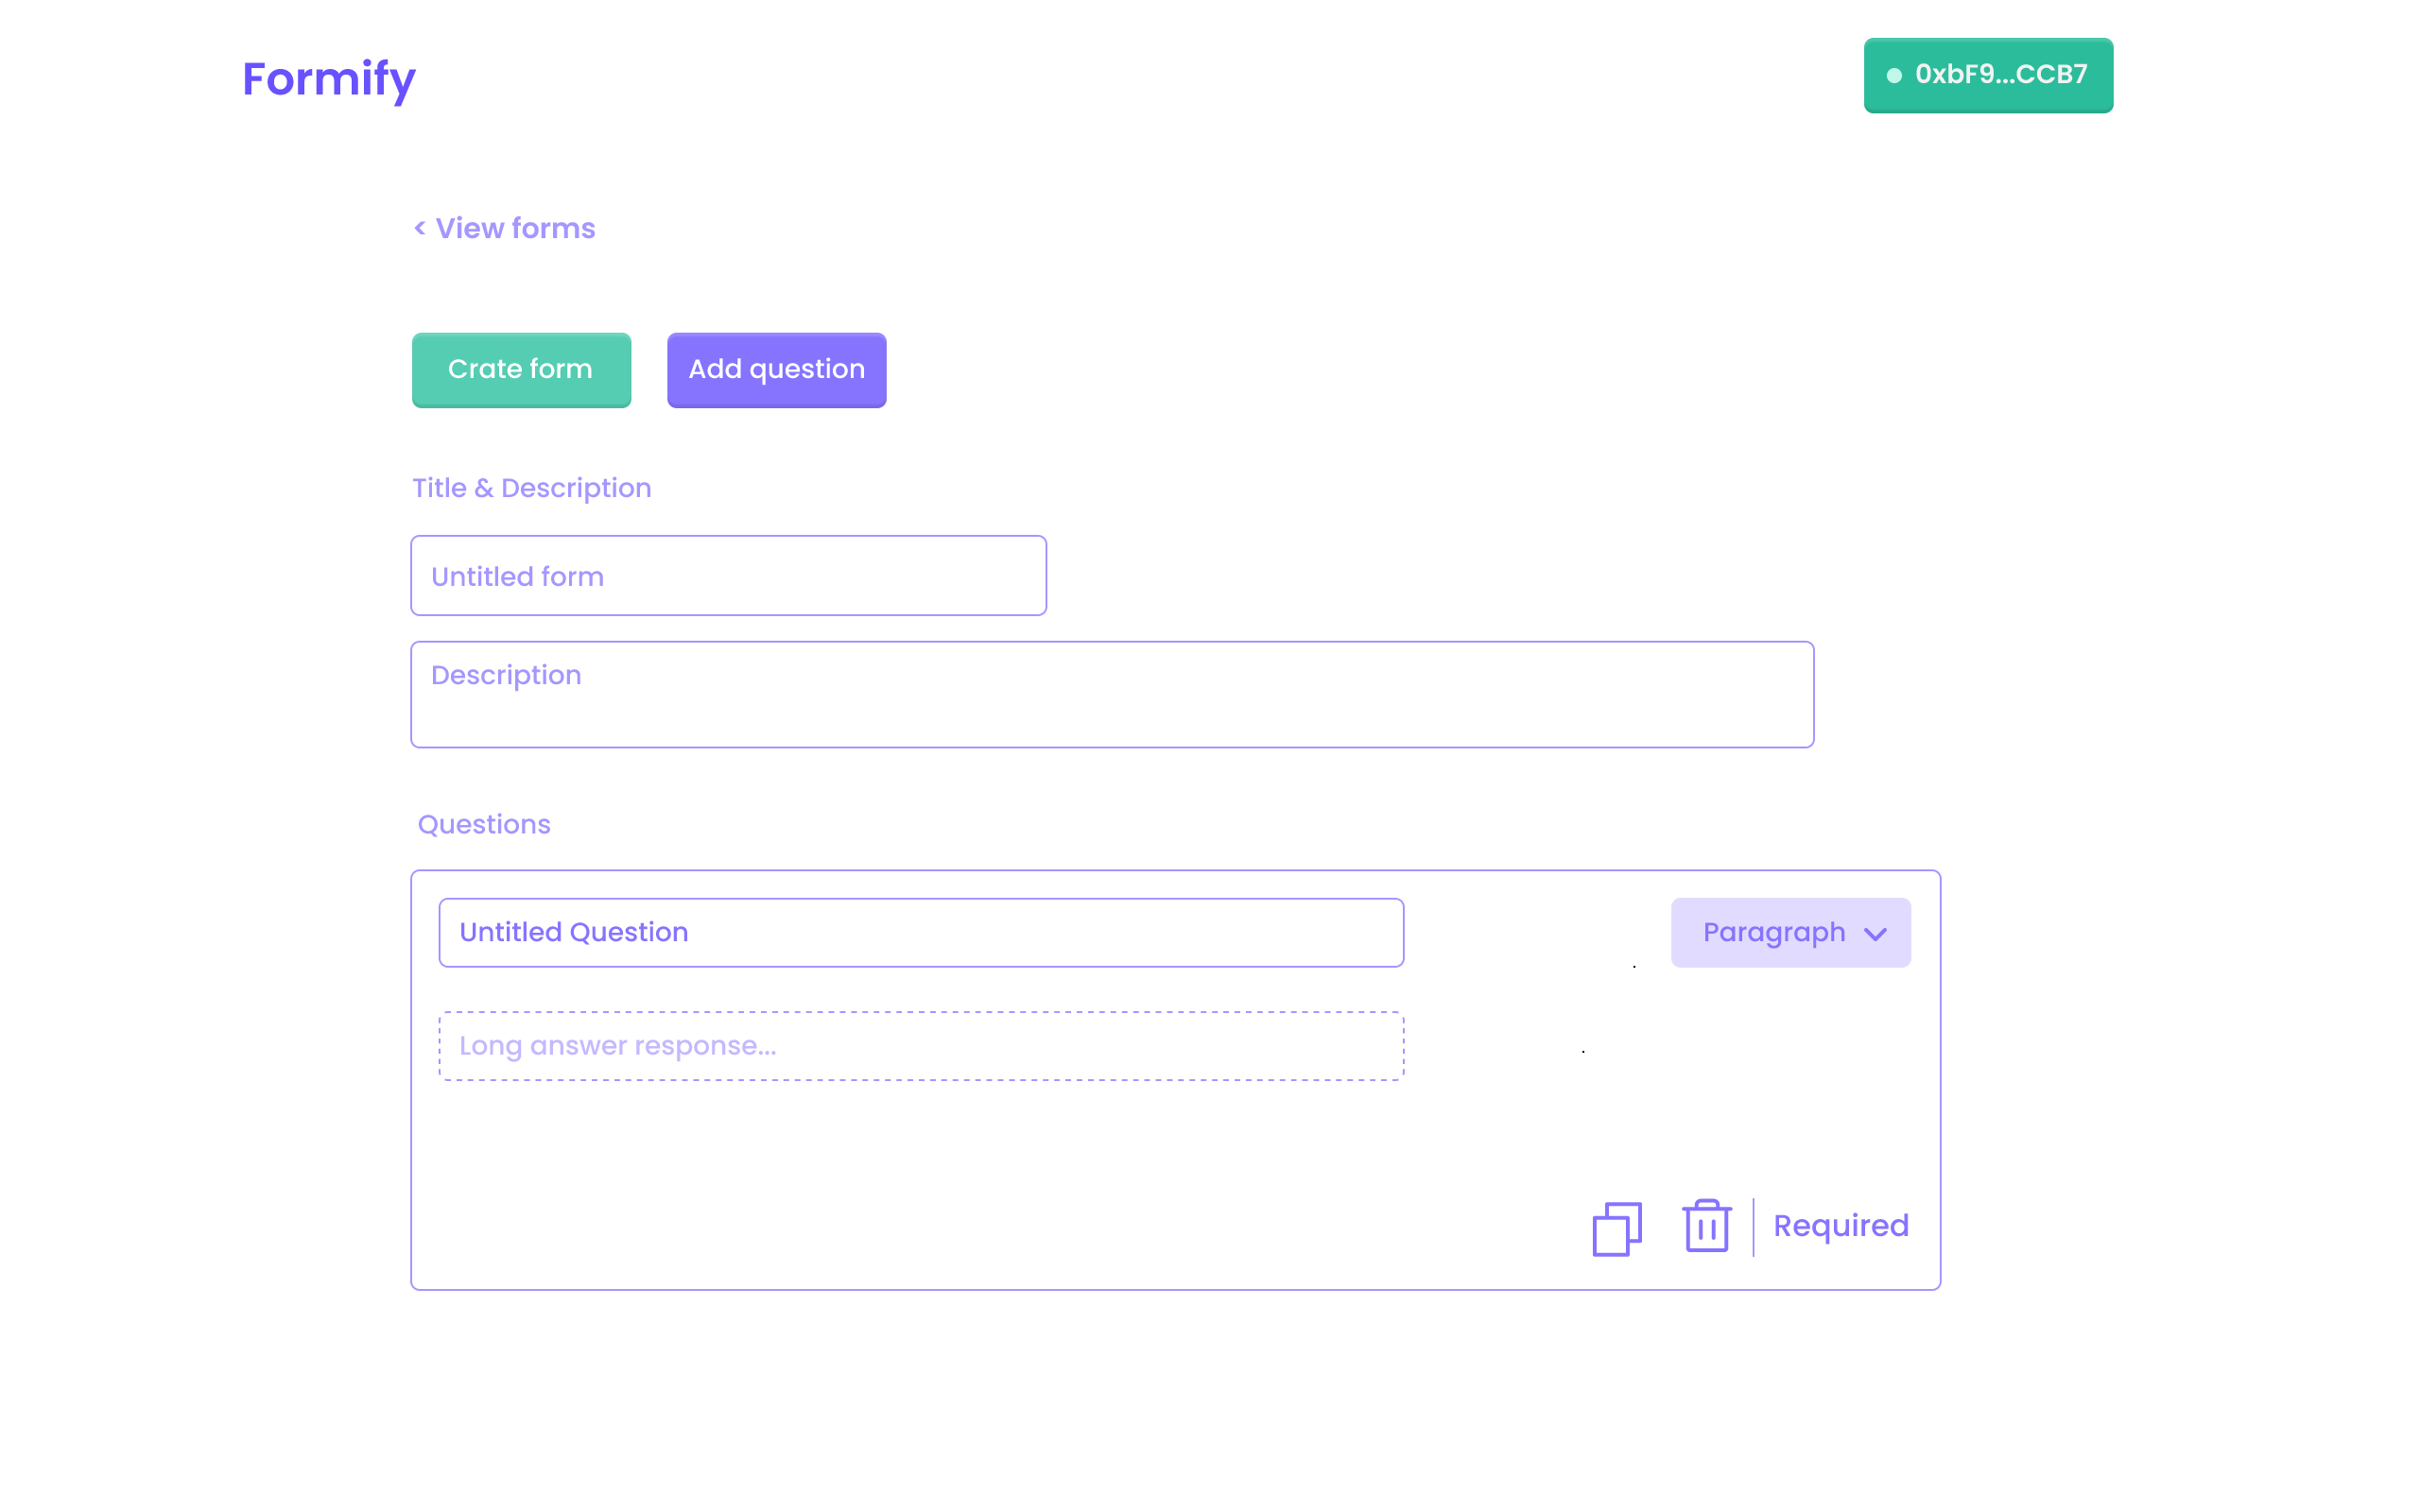 Formify
0xbF9...CCB7
< View forms
Crate form
Add question
Title & Description
Untitled form
Description
Questions
Untitled Question
Paragraph
Long answer response...
Required